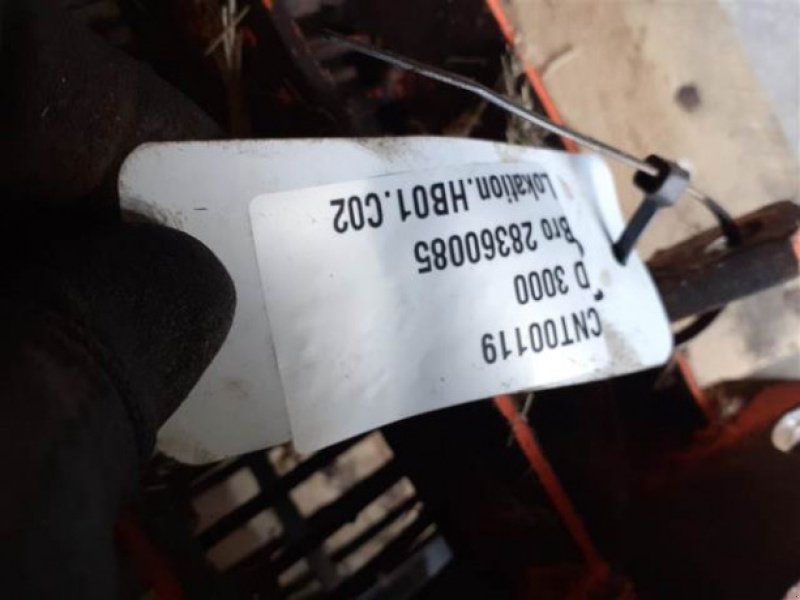 CNT00119
D 3000
Bro 28360085
Lokation.HB01.C02